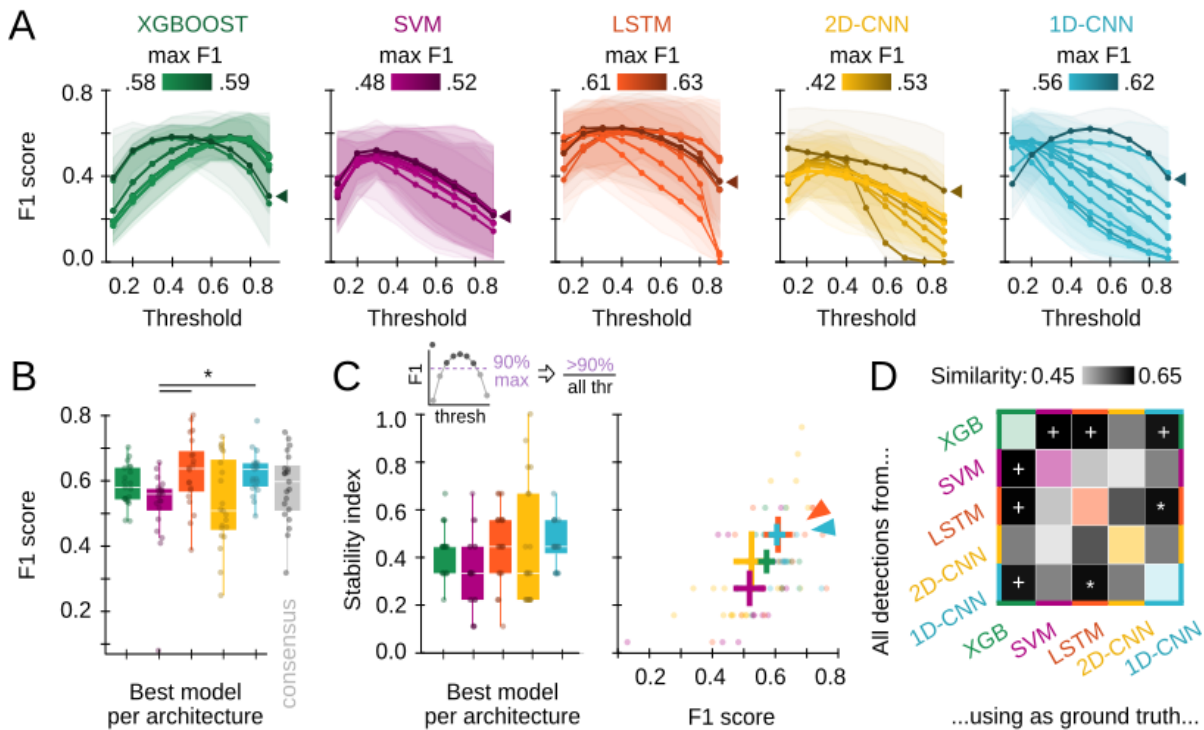 A
XGBOOST
SVM
LSTM
2D-CNN
1D-CNN
max F1
max F1
max F1
max F1
max F1
.58 .59
.48 .52
.61 .63
.42 .53
.56 .62
F1 score
0.8
0.4
0.0
0.2 0.4 0.6 0.8
0.2 0.4 0.6 0.8
0.2 0.4 0.6 0.8
0.2 0.4 0.6 0.8
0.2 0.4 0.6 0.8
Threshold
Threshold
Threshold
Threshold
Threshold
B
F1 score
0.8
0.6
0.4
0.2
*
consensus
Best model
per architecture
C
F1
thresh
90%
max
>90%
all thr
Stability index
1.0
0.8
0.6
0.4
0.2
0.0
Best model
per architecture
0.2 0.4 0.6 0.8
F1 score
D
Similarity: 0.45 0.65
All detections from...
XGB
SVM
LSTM
2D-CNN
1D-CNN
+ + +
+
+ *
+ *
XGB
SVM
LSTM
2D-CNN
1D-CNN
...using as ground truth...